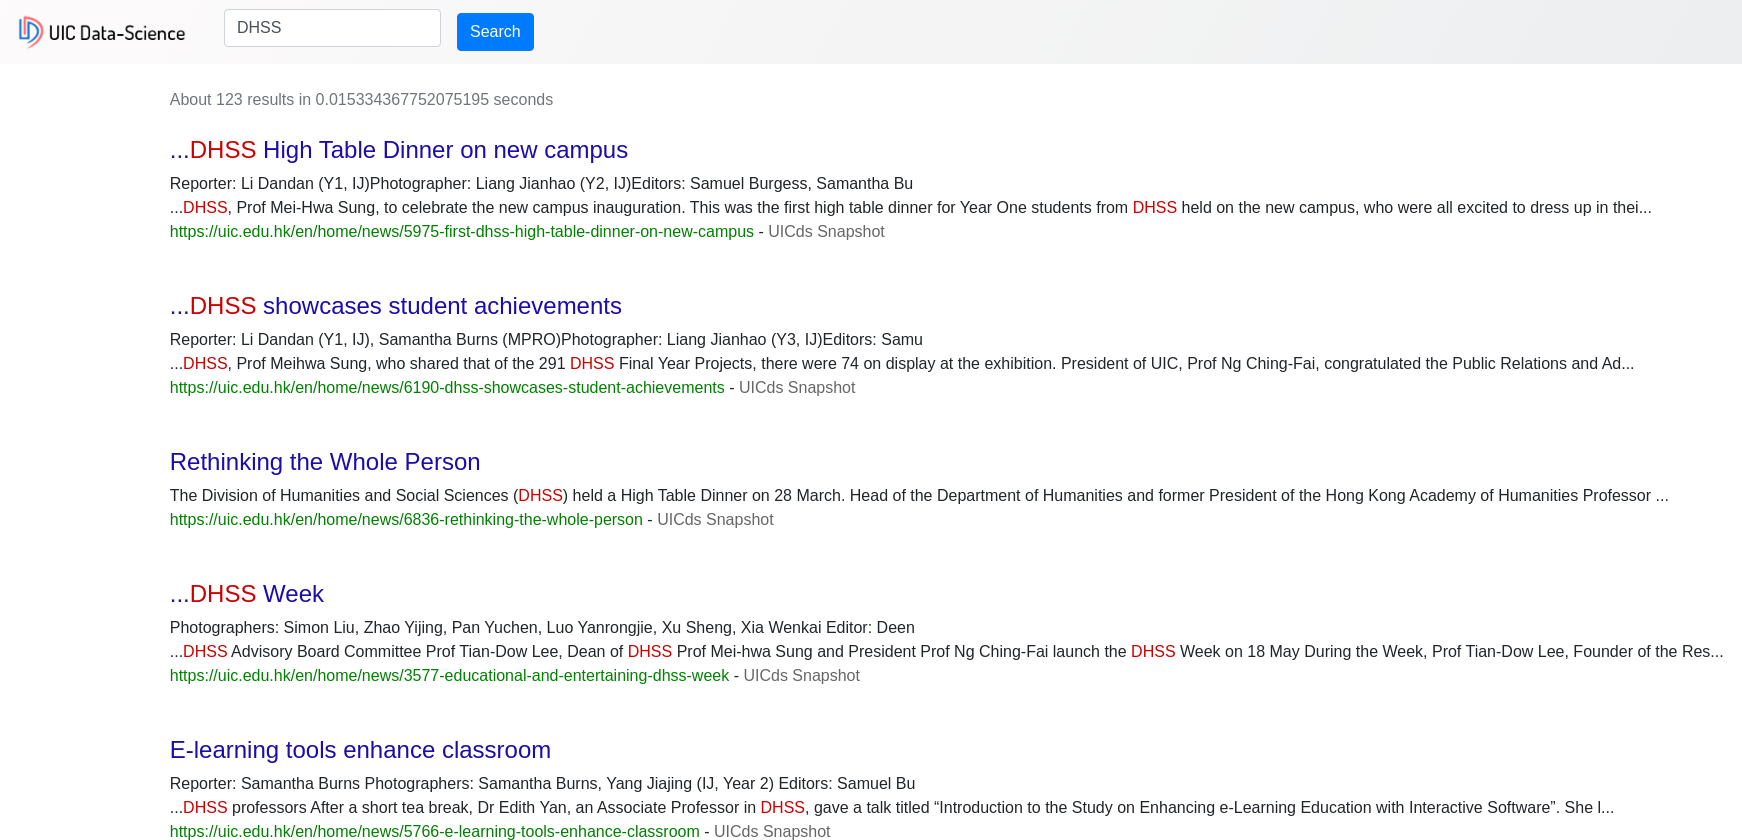 UIC Data-Science
DHSS
Search
About 123 results in 0.015334367752075195 seconds
...DHSS High Table Dinner on new campus
Reporter: Li Dandan (Y1, IJ)Photographer: Liang Jianhao (Y2, IJ)Editors: Samuel Burgess, Samantha Bu
...DHSS, Prof Mei-Hwa Sung, to celebrate the new campus inauguration. This was the first high table dinner for Year One students from DHSS held on the new campus, who were all excited to dress up in thei...
https://uic.edu.hk/en/home/news/5975-first-dhss-high-table-dinner-on-new-campus - UICds Snapshot
...DHSS showcases student achievements
Reporter: Li Dandan (Y1, IJ), Samantha Burns (MPRO)Photographer: Liang Jianhao (Y3, IJ)Editors: Samu
...DHSS, Prof Meihwa Sung, who shared that of the 291 DHSS Final Year Projects, there were 74 on display at the exhibition. President of UIC, Prof Ng Ching-Fai, congratulated the Public Relations and Ad...
https://uic.edu.hk/en/home/news/6190-dhss-showcases-student-achievements - UICds Snapshot
Rethinking the Whole Person
The Division of Humanities and Social Sciences (DHSS) held a High Table Dinner on 28 March. Head of the Department of Humanities and former President of the Hong Kong Academy of Humanities Professor ...
https://uic.edu.hk/en/home/news/6836-rethinking-the-whole-person - UICds Snapshot
...DHSS Week
Photographers: Simon Liu, Zhao Yijing, Pan Yuchen, Luo Yanrongjie, Xu Sheng, Xia Wenkai Editor: Deen
...DHSS Advisory Board Committee Prof Tian-Dow Lee, Dean of DHSS Prof Mei-hwa Sung and President Prof Ng Ching-Fai launch the DHSS Week on 18 May During the Week, Prof Tian-Dow Lee, Founder of the Res...
https://uic.edu.hk/en/home/news/3577-educational-and-entertaining-dhss-week - UICds Snapshot
E-learning tools enhance classroom
Reporter: Samantha Burns Photographers: Samantha Burns, Yang Jiajing (IJ, Year 2) Editors: Samuel Bu
...DHSS professors After a short tea break, Dr Edith Yan, an Associate Professor in DHSS, gave a talk titled “Introduction to the Study on Enhancing e-Learning Education with Interactive Software”. She l...
https://uic.edu.hk/en/home/news/5766-e-learning-tools-enhance-classroom - UICds Snapshot